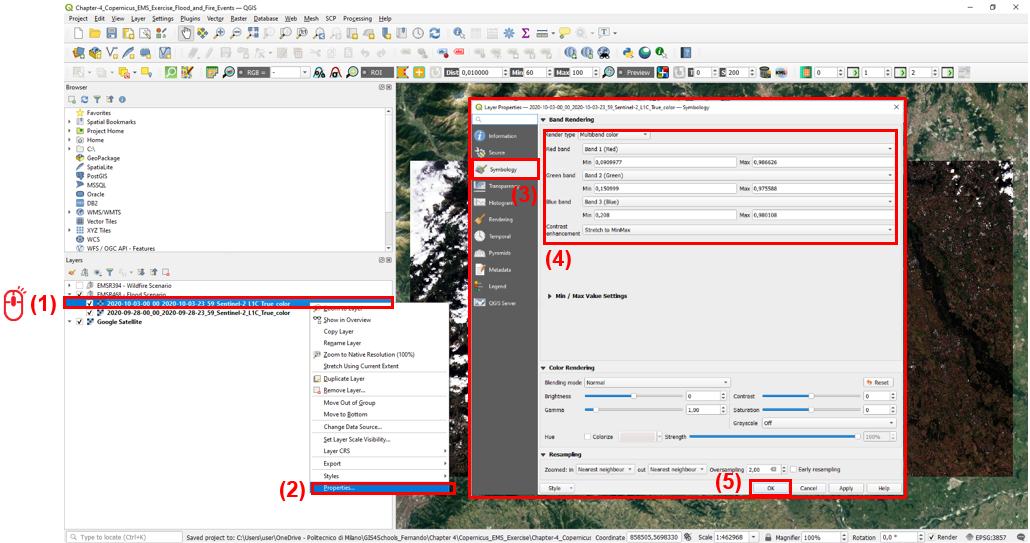 Chapter-4_Copernicus_EMS_Exercise_Flood_and_Fire_Events — QGIS
Project Edit View Layer Settings Plugins Vector Raster Database Web Mesh SCP Processing Help
RGB = - ROI Dist 0,010000 Min 60 Max 100 Preview T 0 S 200 0 1 2
Browser
Favorites
Spatial Bookmarks
Project Home
Home
C:\
GeoPackage
SpatiaLite
PostGIS
MSSQL
Oracle
DB2
WMS/WMTS
Vector Tiles
XYZ Tiles
WCS
WFS / OGC API - Features
Layers
EMSR394 - Wildfire Scenario
EMSR468 - Flood Scenario
(1)
2020-10-03-00_00_2020-10-03-23_59_Sentinel-2_L1C_True_color
2020-09-28-00_00_2020-09-28-23_59_Sentinel-2_L1C_True_color
Google Satellite
Zoom to Layer
Show in Overview
Copy Layer
Rename Layer
Zoom to Native Resolution (100%)
Stretch Using Current Extent
Duplicate Layer
Remove Layer...
Move Out of Group
Move to Bottom
Change Data Source...
Set Layer Scale Visibility...
Layer CRS
Export
Styles
(2)
Properties...
Layer Properties — 2020-10-03-00_00_2020-10-03-23_59_Sentinel-2_L1C_True_color — Symbology
Information
Source
Symbology
(3)
Transparency
Histogram
Rendering
Temporal
Pyramids
Metadata
Legend
QGIS Server
Band Rendering
Render type Multiband color
Red band Band 1 (Red)
Min 0,0909977 Max 0,986626
Green band Band 2 (Green)
Min 0,150999 Max 0,975588
Blue band Band 3 (Blue)
Min 0,208 Max 0,980108
Contrast enhancement Stretch to MinMax
(4)
Min / Max Value Settings
Color Rendering
Blending mode Normal Reset
Brightness 0 Contrast 0
Gamma 1,00 Saturation 0
Grayscale Off
Hue Colorize Strength 100%
Resampling
Zoomed: in Nearest neighbour out Nearest neighbour Oversampling 2,00 Early resampling
(5)
Style OK Cancel Apply Help
Type to locate (Ctrl+K) Saved project to: C:\Users\user\OneDrive - Politecnico di Milano\GIS4Schools_Fernando\Chapter 4\Copernicus_EMS_Exercise\Chapter-4_Copernicus Coordinate 858505,5698330 Scale 1:462968 Magnifier 100% Rotation 0,0 ° Render EPSG:3857